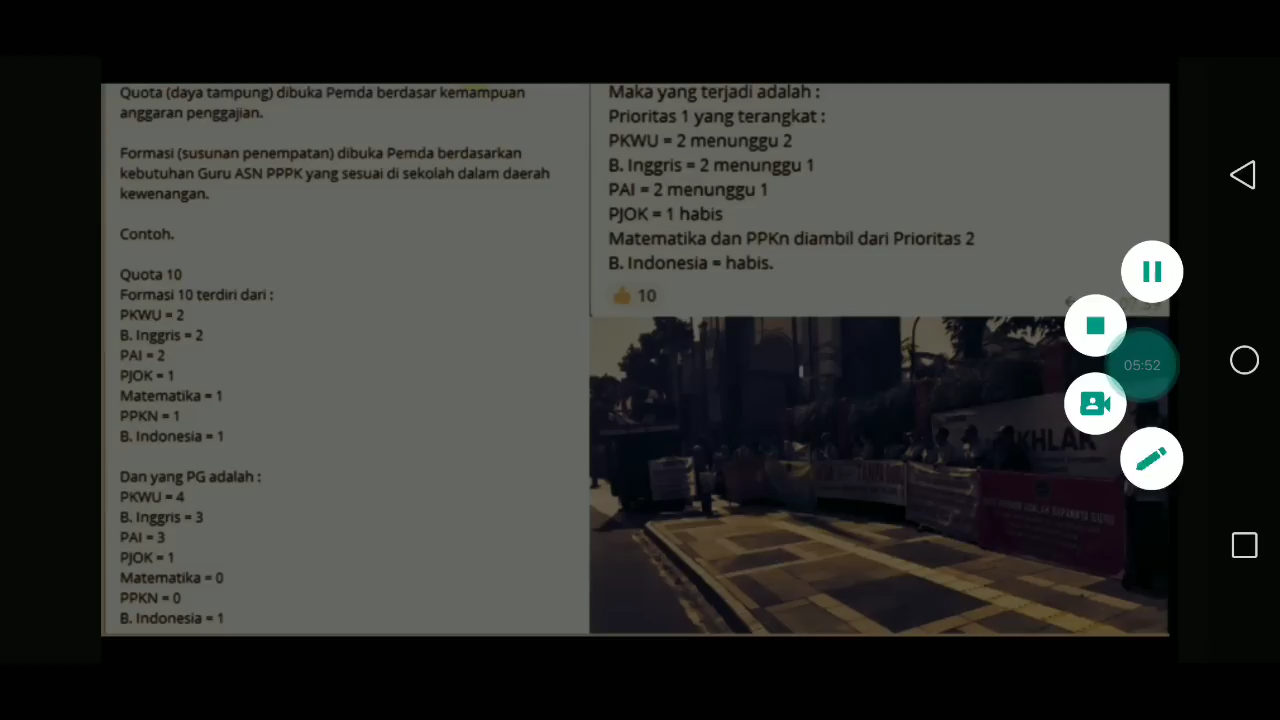 Quota (daya tampung) dibuka Pemda berdasar kemampuan
anggaran penggajian.
Formasi (susunan penempatan) dibuka Pemda berdasarkan
kebutuhan Guru ASN PPPK yang sesuai di sekolah dalam daerah
kewenangan.
Contoh.
Quota 10
Formasi 10 terdiri dari :
PKWU = 2
B. Inggris = 2
PAI = 2
PJOK = 1
Matematika = 1
PPKN = 1
B. Indonesia = 1
Dan yang PG adalah :
PKWU = 4
B. Inggris = 3
PAI = 3
PJOK = 1
Matematika = 0
PPKN = 0
B. Indonesia = 1
Maka yang terjadi adalah :
Prioritas 1 yang terangkat :
PKWU = 2 menunggu 2
B. Inggris = 2 menunggu 1
PAI = 2 menunggu 1
PJOK = 1 habis
Matematika dan PPKn diambil dari Prioritas 2
B. Indonesia = habis.
10
05:52